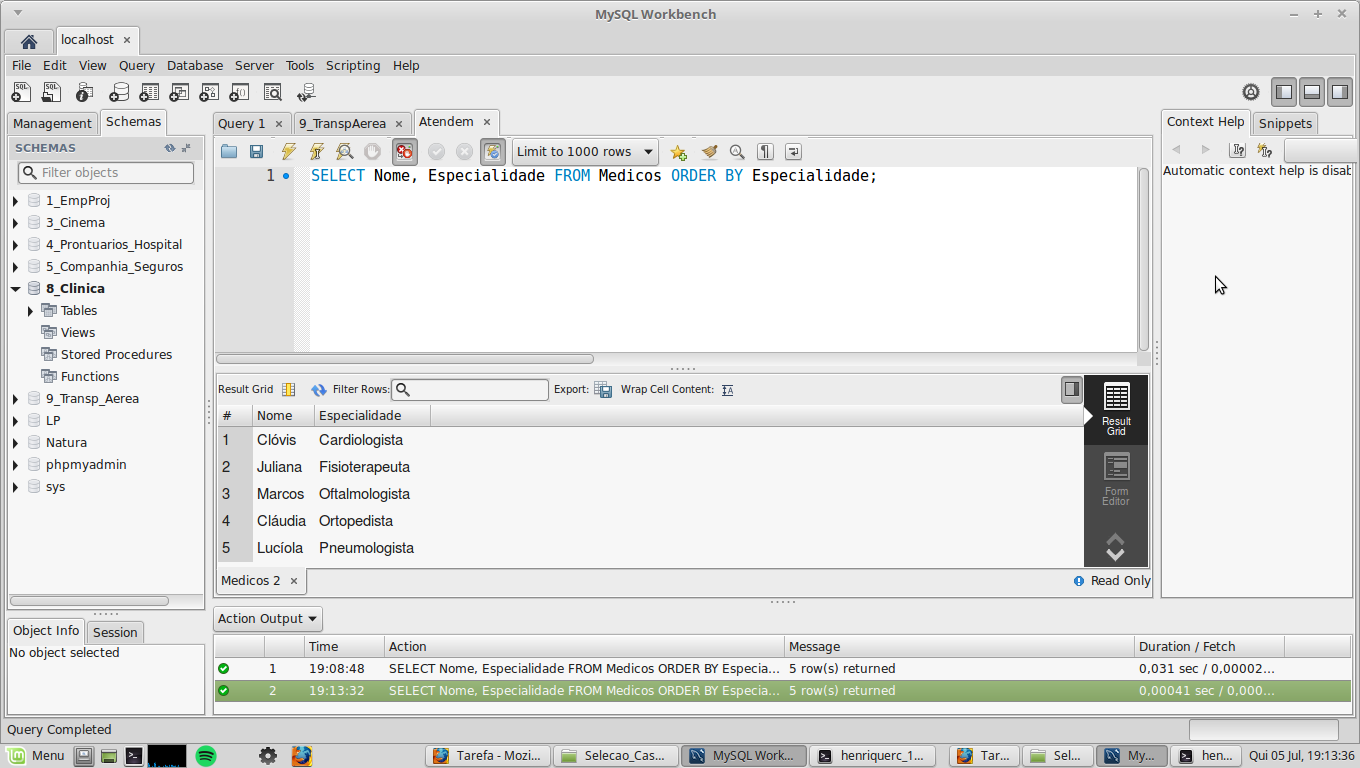 MySQL Workbench
localhost
File Edit View Query Database Server Tools Scripting Help
Management Schemas
SCHEMAS
Filter objects
1_EmpProj
3_Cinema
4_Prontuarios_Hospital
5_Companhia_Seguros
8_Clinica
Tables
Views
Stored Procedures
Functions
9_Transp_Aerea
LP
Natura
phpmyadmin
sys
Object Info Session
No object selected
Query 1 9_TranspAerea Atendem
Limit to 1000 rows
1 SELECT Nome, Especialidade FROM Medicos ORDER BY Especialidade;
Result Grid Filter Rows: Export: Wrap Cell Content:
# Nome Especialidade
1 Clóvis Cardiologista
2 Juliana Fisioterapeuta
3 Marcos Oftalmologista
4 Cláudia Ortopedista
5 Lucíola Pneumologista
Result
Grid
Form
Editor
Medicos 2 Read Only
Context Help Snippets
Automatic context help is disab
Action Output
Time Action Message Duration / Fetch
1 19:08:48 SELECT Nome, Especialidade FROM Medicos ORDER BY Especia... 5 row(s) returned 0,031 sec / 0,00002...
2 19:13:32 SELECT Nome, Especialidade FROM Medicos ORDER BY Especia... 5 row(s) returned 0,00041 sec / 0,000...
Query Completed
Menu Tarefa - Mozi... Selecao_Cas... MySQL Work... henriquerc_1... Tar... Sel... My... hen... Qui 05 Jul, 19:13:36